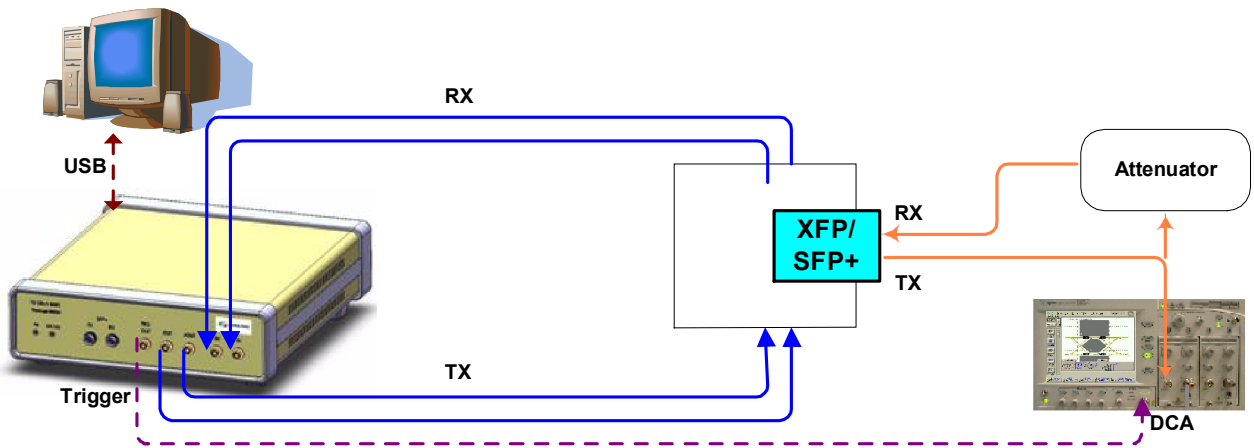 RX
USB
Attenuator
RX
XFP/
SFP+
TX
TX
Trigger
DCA